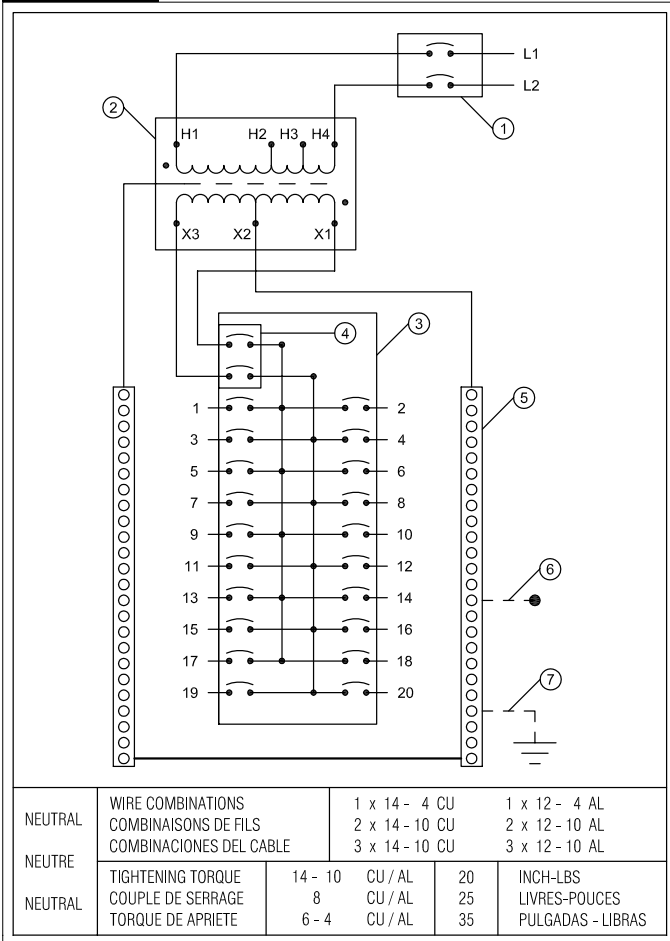 L1
L2
1
2
H1 H2 H3 H4
X3 X2 X1
4
3
5
1 2
3 4
5 6
7 8
9 10
11 12
6
13 14
15 16
17 18
7
19 20
NEUTRAL
NEUTRE
NEUTRAL
WIRE COMBINATIONS 1 x 14 - 4 CU 1 x 12 - 4 AL
COMBINAISONS DE FILS 2 x 14 - 10 CU 2 x 12 - 10 AL
COMBINACIONES DEL CABLE 3 x 14 - 10 CU 3 x 12 - 10 AL
TIGHTENING TORQUE 14 - 10 CU / AL 20 INCH-LBS
COUPLE DE SERRAGE 8 CU / AL 25 LIVRES-POUCES
TORQUE DE APRIETE 6 - 4 CU / AL 35 PULGADAS - LIBRAS